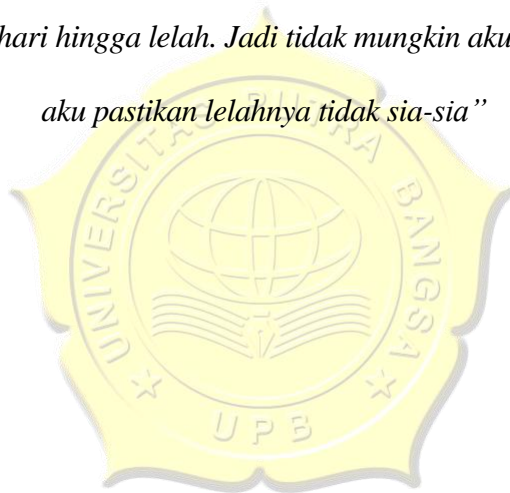 hari hingga lelah. Jadi tidak mungkin aku
aku pastikan lelahnya tidak sia-sia”
UNIVERSITAS PUTRA BANGSA
UPB